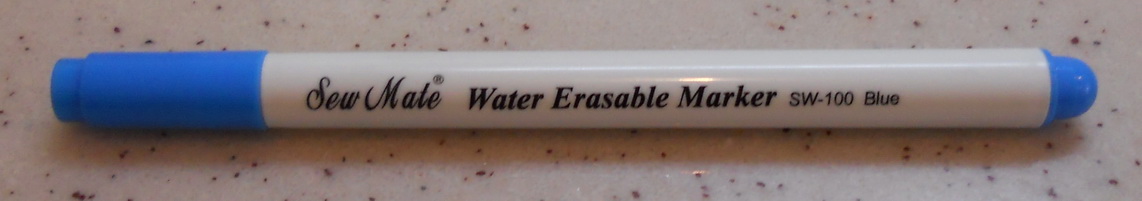 Sew Mate® Water Erasable Marker SW-100 Blue